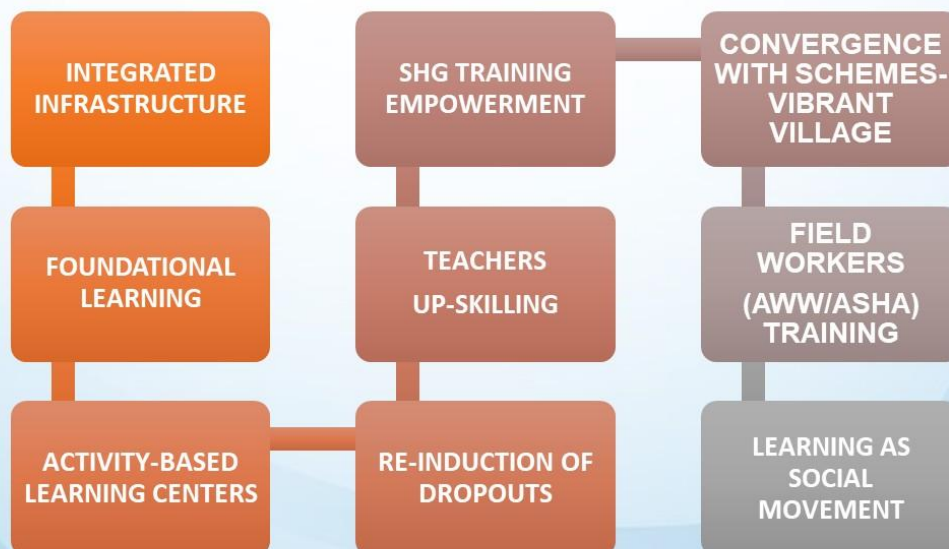 INTEGRATED
INFRASTRUCTURE
FOUNDATIONAL
LEARNING
ACTIVITY-BASED
LEARNING CENTERS
RE-INDUCTION OF
DROPOUTS
TEACHERS
UP-SKILLING
SHG TRAINING
EMPOWERMENT
CONVERGENCE
WITH SCHEMES-
VIBRANT
VILLAGE
FIELD
WORKERS
(AWW/ASHA)
TRAINING
LEARNING AS
SOCIAL
MOVEMENT